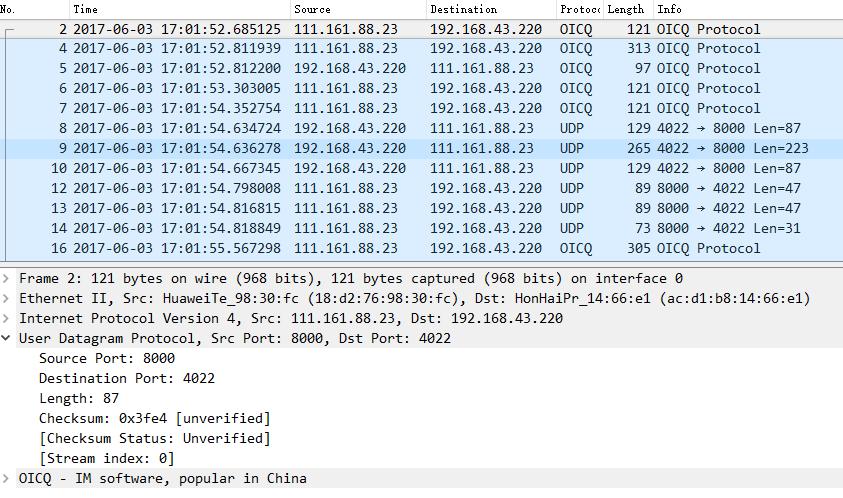 No. Time Source Destination Protocc Length Info
2 2017-06-03 17:01:52.685125 111.161.88.23 192.168.43.220 OICQ 121 OICQ Protocol
4 2017-06-03 17:01:52.811939 111.161.88.23 192.168.43.220 OICQ 313 OICQ Protocol
5 2017-06-03 17:01:52.812200 192.168.43.220 111.161.88.23 OICQ 97 OICQ Protocol
6 2017-06-03 17:01:53.303005 111.161.88.23 192.168.43.220 OICQ 121 OICQ Protocol
7 2017-06-03 17:01:54.352754 111.161.88.23 192.168.43.220 OICQ 121 OICQ Protocol
8 2017-06-03 17:01:54.634724 192.168.43.220 111.161.88.23 UDP 129 4022 → 8000 Len=87
9 2017-06-03 17:01:54.636278 192.168.43.220 111.161.88.23 UDP 265 4022 → 8000 Len=223
10 2017-06-03 17:01:54.667345 192.168.43.220 111.161.88.23 UDP 129 4022 → 8000 Len=87
12 2017-06-03 17:01:54.798008 111.161.88.23 192.168.43.220 UDP 89 8000 → 4022 Len=47
13 2017-06-03 17:01:54.816815 111.161.88.23 192.168.43.220 UDP 89 8000 → 4022 Len=47
14 2017-06-03 17:01:54.818849 111.161.88.23 192.168.43.220 UDP 73 8000 → 4022 Len=31
16 2017-06-03 17:01:55.567298 111.161.88.23 192.168.43.220 OICQ 305 OICQ Protocol
Frame 2: 121 bytes on wire (968 bits), 121 bytes captured (968 bits) on interface 0
Ethernet II, Src: HuaweiTe_98:30:fc (18:d2:76:98:30:fc), Dst: HonHaiPr_14:66:e1 (ac:d1:b8:14:66:e1)
Internet Protocol Version 4, Src: 111.161.88.23, Dst: 192.168.43.220
User Datagram Protocol, Src Port: 8000, Dst Port: 4022
Source Port: 8000
Destination Port: 4022
Length: 87
Checksum: 0x3fe4 [unverified]
[Checksum Status: Unverified]
[Stream index: 0]
OICQ - IM software, popular in China